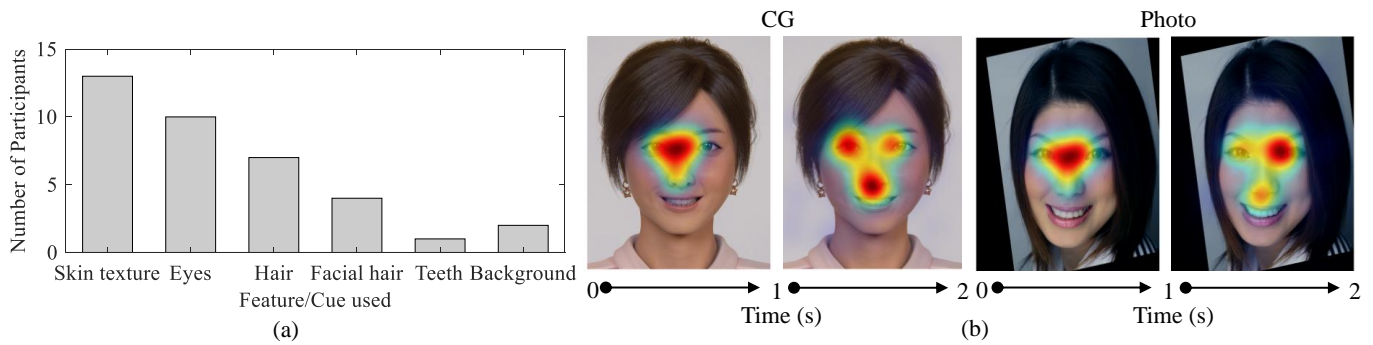 CG Photo
15
10
5
0
Number of Participants
Skin texture Eyes Hair Facial hair Teeth Background
Feature/Cue used
(a)
0 1 2 0 1 2
Time (s) Time (s)
(b)